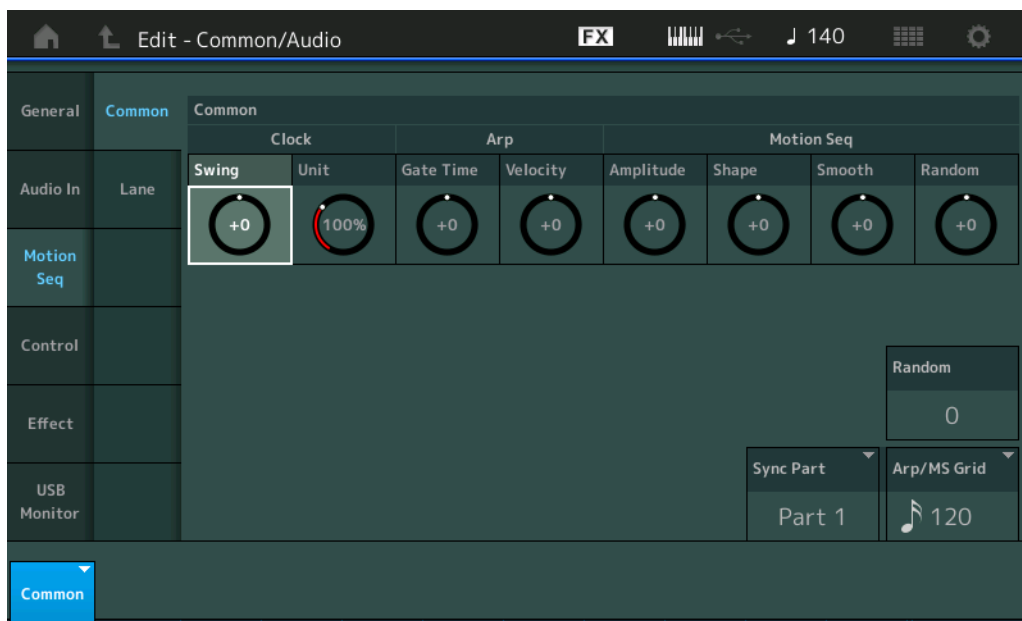 Edit - Common/Audio FX 140
General Common Common
Clock Arp Motion Seq
Swing Unit Gate Time Velocity Amplitude Shape Smooth Random
Audio In Lane
+0 100% +0 +0 +0 +0 +0 +0
Motion
Seq
Control
Random
Effect 0
Sync Part Arp/MS Grid
USB
Monitor Part 1 120
Common